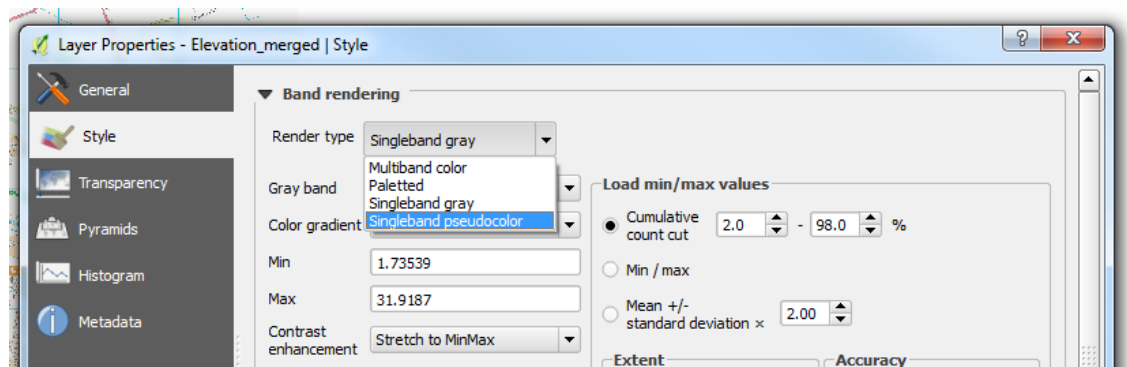 Layer Properties - Elevation_merged | Style
?
X
General
Style
Transparency
Pyramids
Histogram
Metadata
Band rendering
Render type Singleband gray
Multiband color
Paletted
Singleband gray
Singleband pseudocolor
Gray band
Color gradient
Min 1.73539
Max 31.9187
Contrast
enhancement
Stretch to MinMax
Load min/max values
Cumulative
count cut
2.0 - 98.0 %
Min / max
Mean +/-
standard deviation ×
2.00
Extent
Accuracy